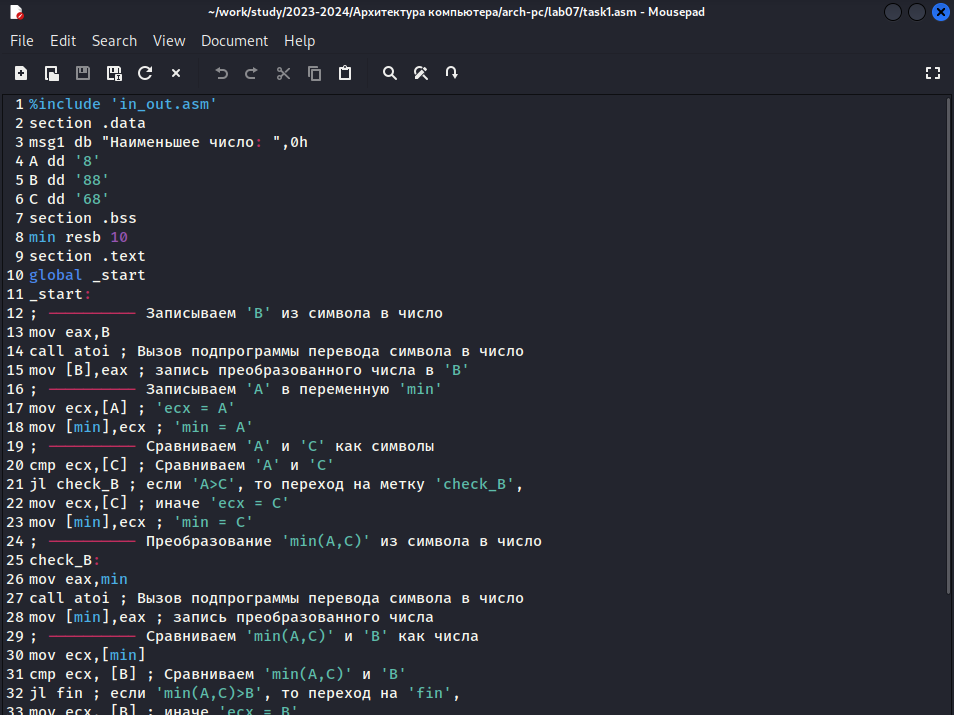 ~/work/study/2023-2024/Архитектура компьютера/arch-pc/lab07/task1.asm - Mousepad
File Edit Search View Document Help
1 %include 'in_out.asm'
2 section .data
3 msg1 db "Наименьшее число: ",0h
4 A dd '8'
5 B dd '88'
6 C dd '68'
7 section .bss
8 min resb 10
9 section .text
10 global _start
11 _start:
12 ; ---------- Записываем 'B' из символа в число
13 mov eax,B
14 call atoi ; Вызов подпрограммы перевода символа в число
15 mov [B],eax ; запись преобразованного числа в 'B'
16 ; ---------- Записываем 'A' в переменную 'min'
17 mov ecx,[A] ; 'ecx = A'
18 mov [min],ecx ; 'min = A'
19 ; ---------- Сравниваем 'A' и 'C' как символы
20 cmp ecx,[C] ; Сравниваем 'A' и 'C'
21 jl check_B ; если 'A>C', то переход на метку 'check_B',
22 mov ecx,[C] ; иначе 'ecx = C'
23 mov [min],ecx ; 'min = C'
24 ; ---------- Преобразование 'min(A,C)' из символа в число
25 check_B:
26 mov eax,min
27 call atoi ; Вызов подпрограммы перевода символа в число
28 mov [min],eax ; запись преобразованного числа
29 ; ---------- Сравниваем 'min(A,C)' и 'B' как числа
30 mov ecx,[min]
31 cmp ecx, [B] ; Сравниваем 'min(A,C)' и 'B'
32 jl fin ; если 'min(A,C)>B', то переход на 'fin',
33 mov ecx, [B] ; иначе 'ecx = B'